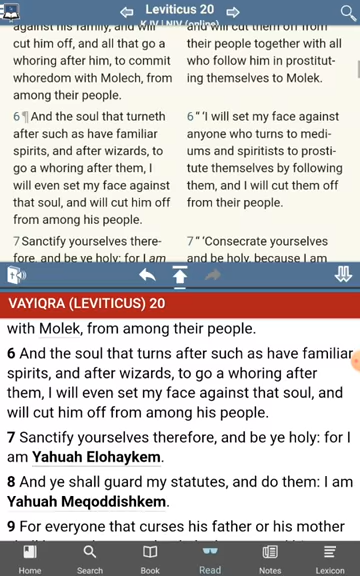 Leviticus 20
KJV | NIV (online)
against his family, and will
cut him off, and all that go a
whoring after him, to commit
whoredom with Molech, from
among their people.
6 ¶ And the soul that turneth
after such as have familiar
spirits, and after wizards, to
go a whoring after them, I
will even set my face against
that soul, and will cut him off
from among his people.
7 Sanctify yourselves there-
fore, and be ye holy: for I am
and will cut them off from
their people together with all
who follow him in prostitut-
ing themselves to Molek.
6 “ ‘I will set my face against
anyone who turns to medi-
ums and spiritists to prosti-
tute themselves by following
them, and I will cut them off
from their people.
7 “ ‘Consecrate yourselves
and be holy, because I am
VAYIQRA (LEVITICUS) 20
with Molek, from among their people.
6 And the soul that turns after such as have familiar
spirits, and after wizards, to go a whoring after
them, I will even set my face against that soul, and
will cut him off from among his people.
7 Sanctify yourselves therefore, and be ye holy: for I
am Yahuah Elohaykem.
8 And ye shall guard my statutes, and do them: I am
Yahuah Meqoddishkem.
9 For everyone that curses his father or his mother
Home
Search
Book
Read
Notes
Lexicon